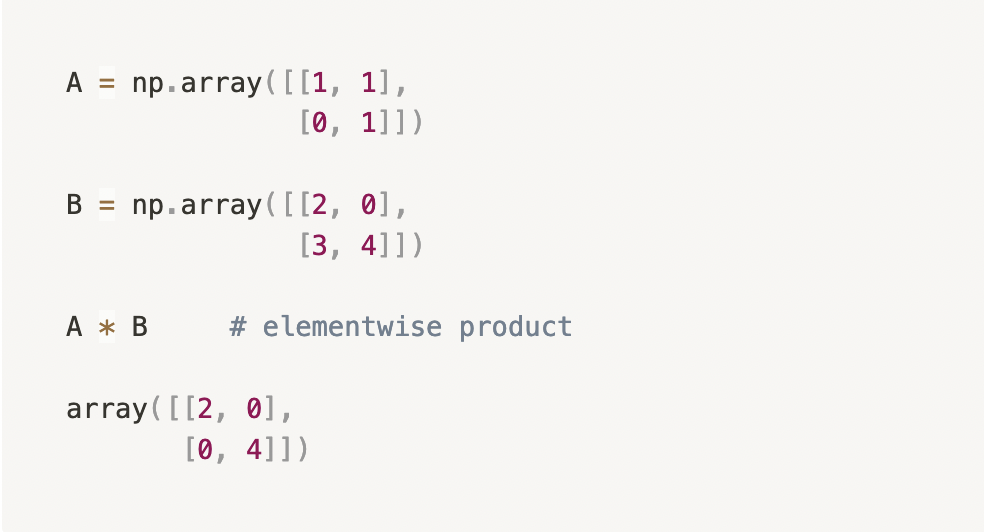 A = np.array([[1, 1],
              [0, 1]])
B = np.array([[2, 0],
              [3, 4]])
A * B     # elementwise product
array([[2, 0],
       [0, 4]])